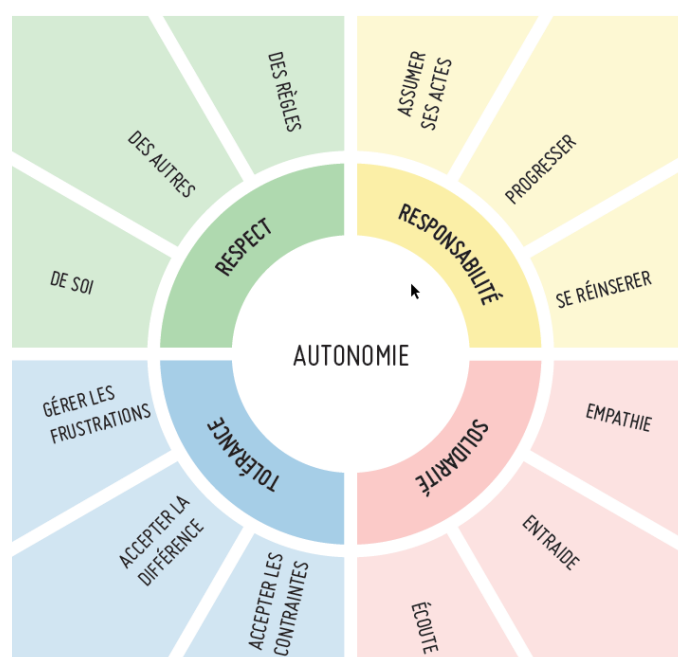 DES RÈGLES
DES AUTRES
DE SOI
RESPECT
ASSUMER
SES ACTES
PROGRESSER
SE RÉINSERER
RESPONSABILITÉ
AUTONOMIE
GÉRER LES
FRUSTRATIONS
ACCEPTER LA
DIFFÉRENCE
ACCEPTER LES
CONTRAINTES
TOLÉRANCE
SOLIDARITÉ
EMPATHIE
ENTRAIDE
ÉCOUTE